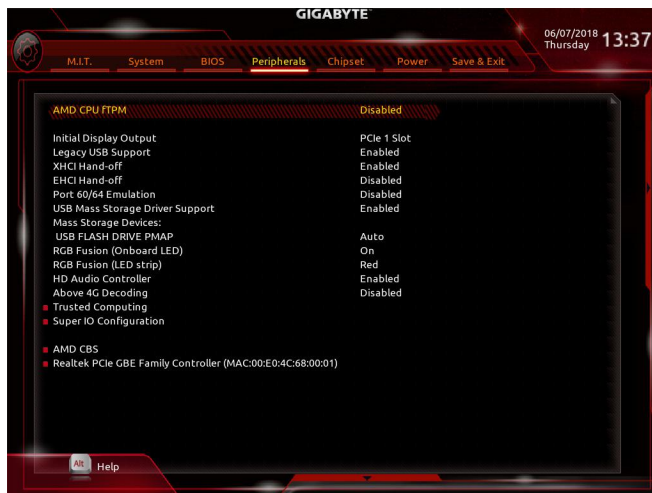 GIGABYTE™
06/07/2018
Thursday
13:37
M.I.T. System BIOS Peripherals Chipset Power Save & Exit
AMD CPU fTPM Disabled
Initial Display Output PCIe 1 Slot
Legacy USB Support Enabled
XHCI Hand-off Enabled
EHCI Hand-off Disabled
Port 60/64 Emulation Disabled
USB Mass Storage Driver Support Enabled
Mass Storage Devices:
USB FLASH DRIVE PMAP Auto
RGB Fusion (Onboard LED) On
RGB Fusion (LED strip) Red
HD Audio Controller Enabled
Above 4G Decoding Disabled
Trusted Computing
Super IO Configuration
AMD CBS
Realtek PCIe GBE Family Controller (MAC:00:E0:4C:68:00:01)
Alt Help